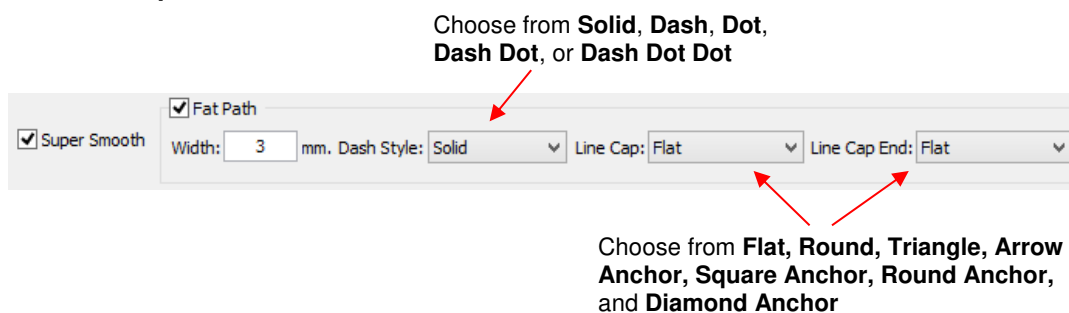 Choose from Solid, Dash, Dot,
Dash Dot, or Dash Dot Dot
Fat Path
Super Smooth Width: 3 mm. Dash Style: Solid Line Cap: Flat Line Cap End: Flat
Choose from Flat, Round, Triangle, Arrow
Anchor, Square Anchor, Round Anchor,
and Diamond Anchor